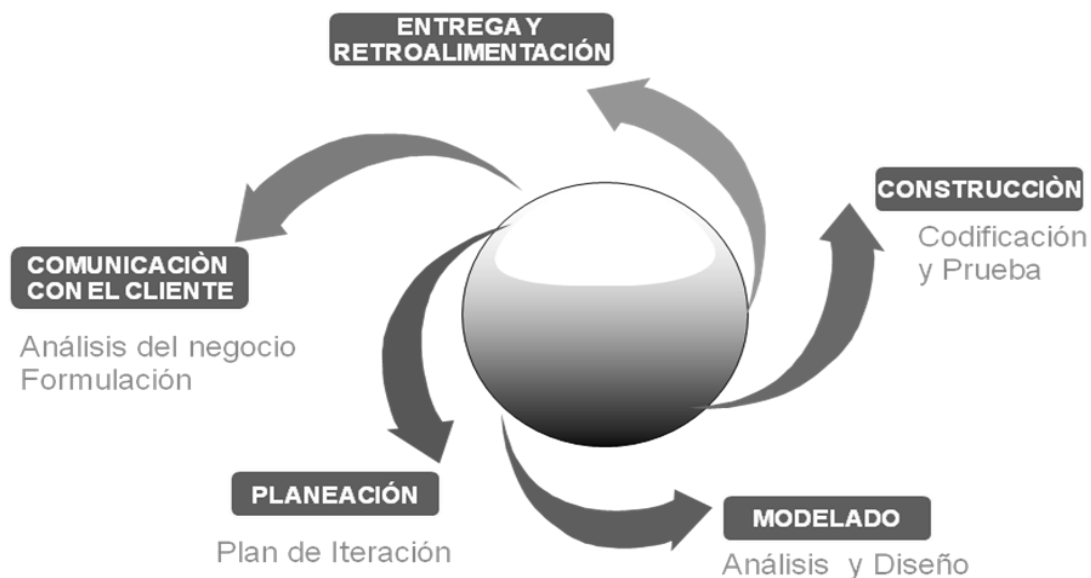 ENTREGA Y
RETROALIMENTACIÓN
CONSTRUCCIÒN
Codificación
y Prueba
COMUNICACIÒN
CON EL CLIENTE
Análisis del negocio
Formulación
PLANEACIÓN
Plan de Iteración
MODELADO
Análisis y Diseño